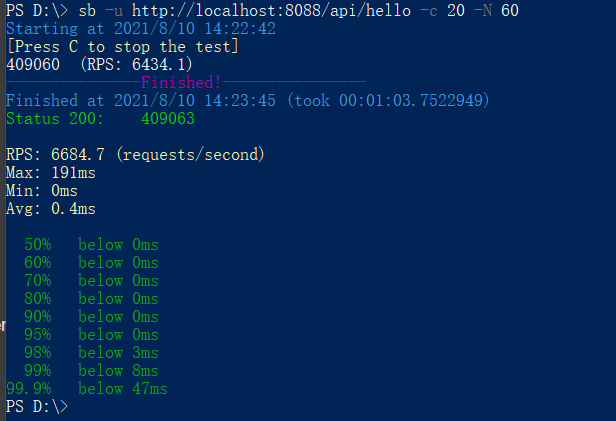 PS D:\> sb -u http://localhost:8088/api/hello -c 20 -N 60
Starting at 2021/8/10 14:22:42
[Press C to stop the test]
409060  (RPS: 6434.1)
---------------Finished!----------------
Finished at 2021/8/10 14:23:45 (took 00:01:03.7522949)
Status 200:    409063

RPS: 6684.7 (requests/second)
Max: 191ms
Min: 0ms
Avg: 0.4ms

  50%   below 0ms
  60%   below 0ms
  70%   below 0ms
  80%   below 0ms
  90%   below 0ms
  95%   below 0ms
  98%   below 3ms
  99%   below 8ms
99.9%   below 47ms
PS D:\>